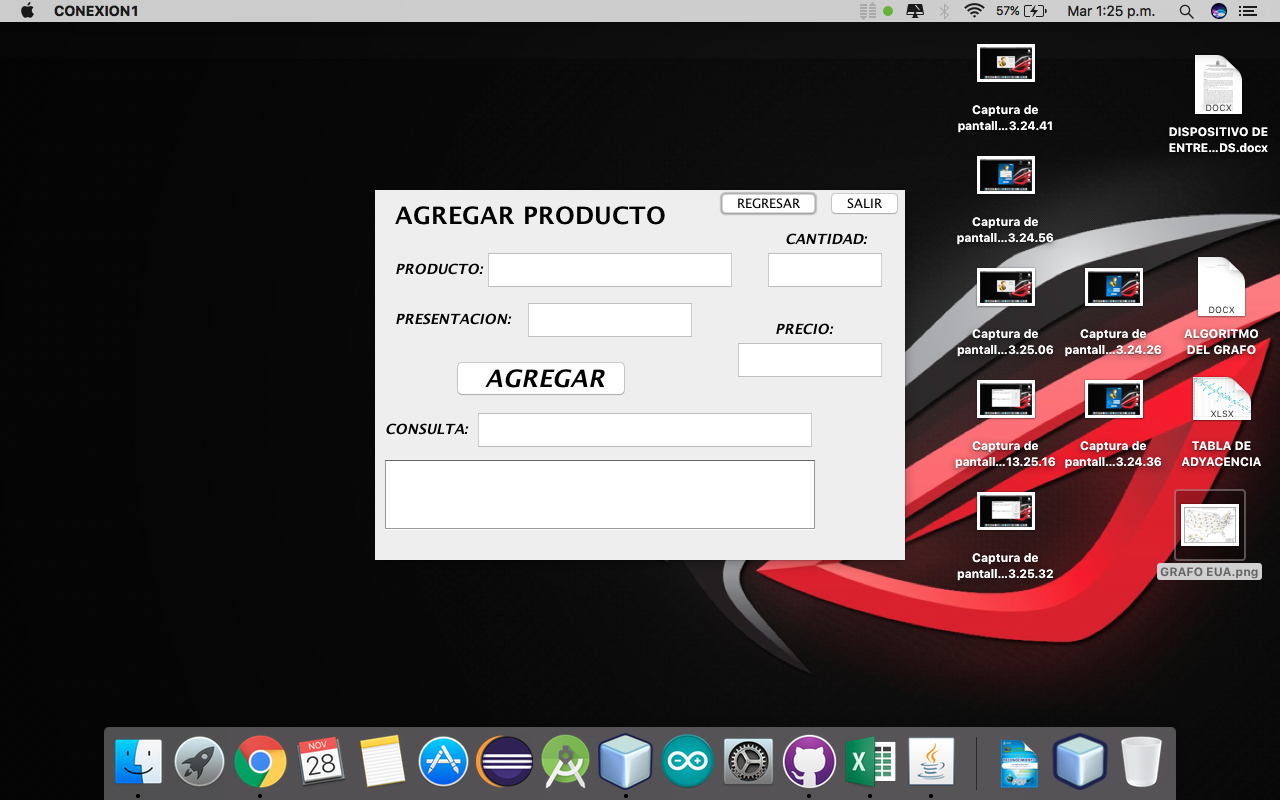 CONEXION1
57%
Mar 1:25 p.m.
Captura de
pantall...3.24.41
DOCX
DISPOSITIVO DE
ENTRE...DS.docx
Captura de
pantall...3.24.56
Captura de
pantall...3.25.06
Captura de
pantall...3.24.26
DOCX
ALGORITMO
DEL GRAFO
Captura de
pantall...13.25.16
Captura de
pantall...3.24.36
XLSX
TABLA DE
ADYACENCIA
Captura de
pantall...3.25.32
GRAFO EUA.png
AGREGAR PRODUCTO
REGRESAR
SALIR
CANTIDAD:
PRODUCTO:
PRESENTACION:
PRECIO:
AGREGAR
CONSULTA:
NOV
28